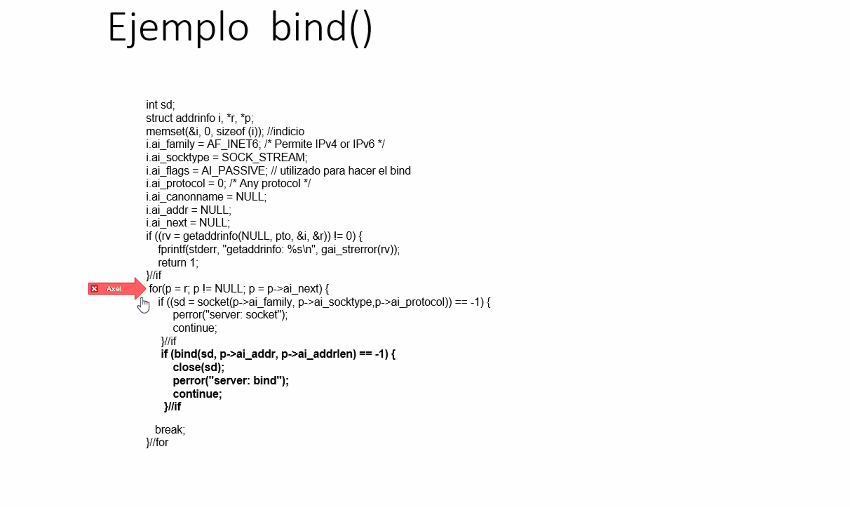 Ejemplo bind()
int sd;
struct addrinfo i, *r, *p;
memset(&i, 0, sizeof (i)); //indicio
i.ai_family = AF_INET6; /* Permite IPv4 or IPv6 */
i.ai_socktype = SOCK_STREAM;
i.ai_flags = AI_PASSIVE; // utilizado para hacer el bind
i.ai_protocol = 0; /* Any protocol */
i.ai_canonname = NULL;
i.ai_addr = NULL;
i.ai_next = NULL;
if ((rv = getaddrinfo(NULL, pto, &i, &r)) != 0) {
fprintf(stderr, "getaddrinfo: %s\n", gai_strerror(rv));
return 1;
}//if
Axel
for(p = r; p != NULL; p = p->ai_next) {
if ((sd = socket(p->ai_family, p->ai_socktype,p->ai_protocol)) == -1) {
perror("server: socket");
continue;
}//if
if (bind(sd, p->ai_addr, p->ai_addrlen) == -1) {
close(sd);
perror("server: bind");
continue;
}//if
break;
}//for